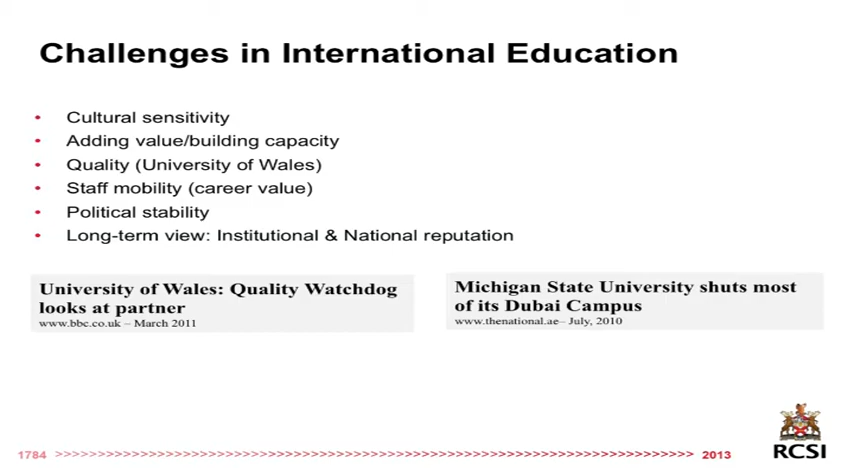 Challenges in International Education
• Cultural sensitivity
• Adding value/building capacity
• Quality (University of Wales)
• Staff mobility (career value)
• Political stability
• Long-term view: Institutional & National reputation
University of Wales: Quality Watchdog
looks at partner
www.bbc.co.uk – March 2011
Michigan State University shuts most
of its Dubai Campus
www.thenational.ae– July, 2010
1784 >>>>>>>>>>>>>>>>>>>>>>>>>>>>>>>>>>>>>>>>>>>>>>>>>>>>>>>>>>>>>>>>>>>>>>>>>>>>>>>> 2013
RCSI